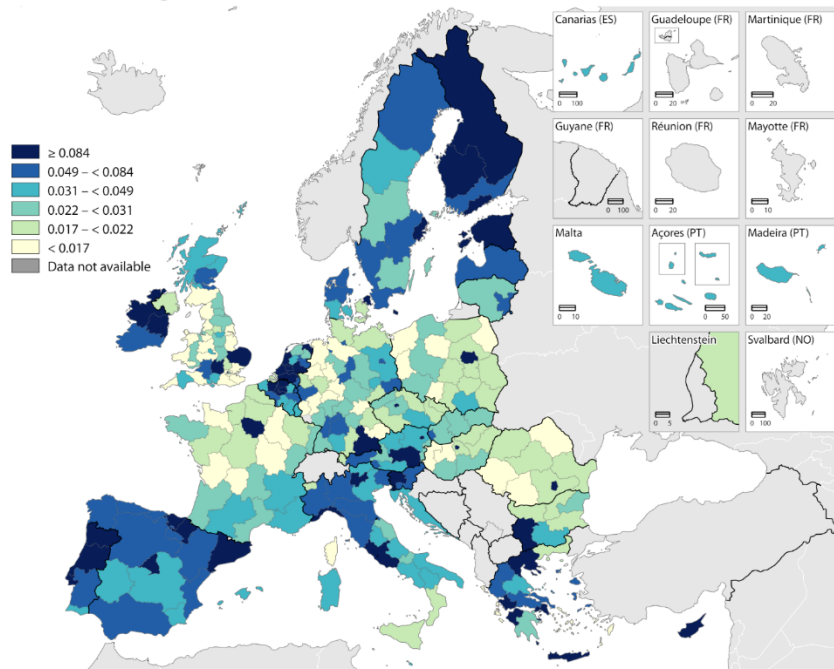 Canarias (ES)
0 100
Guadeloupe (FR)
0 20
Martinique (FR)
0 20
≥ 0.084
0.049 – < 0.084
0.031 – < 0.049
0.022 – < 0.031
0.017 – < 0.022
< 0.017
Data not available
Guyane (FR)
0 100
Réunion (FR)
0 20
Mayotte (FR)
0 10
Malta
0 10
Açores (PT)
0 50
Madeira (PT)
0 20
Liechtenstein
0 5
Svalbard (NO)
0 100